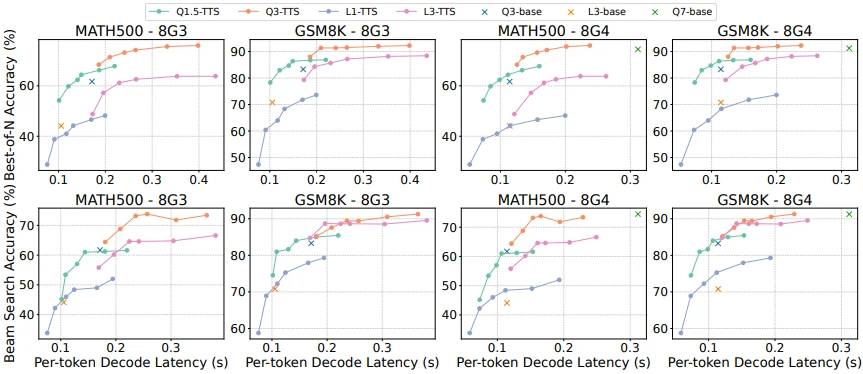 Q1.5-TTS Q3-TTS L1-TTS L3-TTS Q3-base L3-base Q7-base
MATH500 - 8G3
GSM8K - 8G3
MATH500 - 8G4
GSM8K - 8G4
Best-of-N Accuracy (%)
60
40
0.1 0.2 0.3 0.4
90
80
70
60
50
0.1 0.2 0.3 0.4
60
40
0.1 0.2 0.3
90
80
70
60
50
0.1 0.2 0.3
MATH500 - 8G3
GSM8K - 8G3
MATH500 - 8G4
GSM8K - 8G4
Beam Search Accuracy (%)
70
60
50
40
0.1 0.2 0.3
Per-token Decode Latency (s)
90
80
70
60
0.1 0.2 0.3
Per-token Decode Latency (s)
70
60
50
40
0.1 0.2 0.3
Per-token Decode Latency (s)
90
80
70
60
0.1 0.2 0.3
Per-token Decode Latency (s)